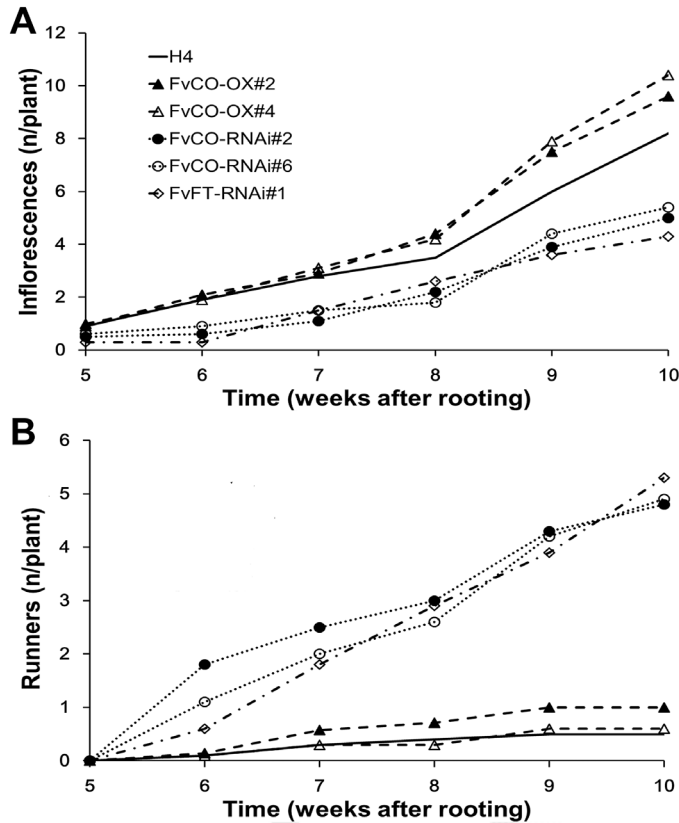 A
Inflorescences (n/plant)
12
10
8
6
4
2
0
H4
FvCO-OX#2
FvCO-OX#4
FvCO-RNAi#2
FvCO-RNAi#6
FvFT-RNAi#1
5 6 7 8 9 10
Time (weeks after rooting)
B
Runners (n/plant)
6
5
4
3
2
1
0
5 6 7 8 9 10
Time (weeks after rooting)